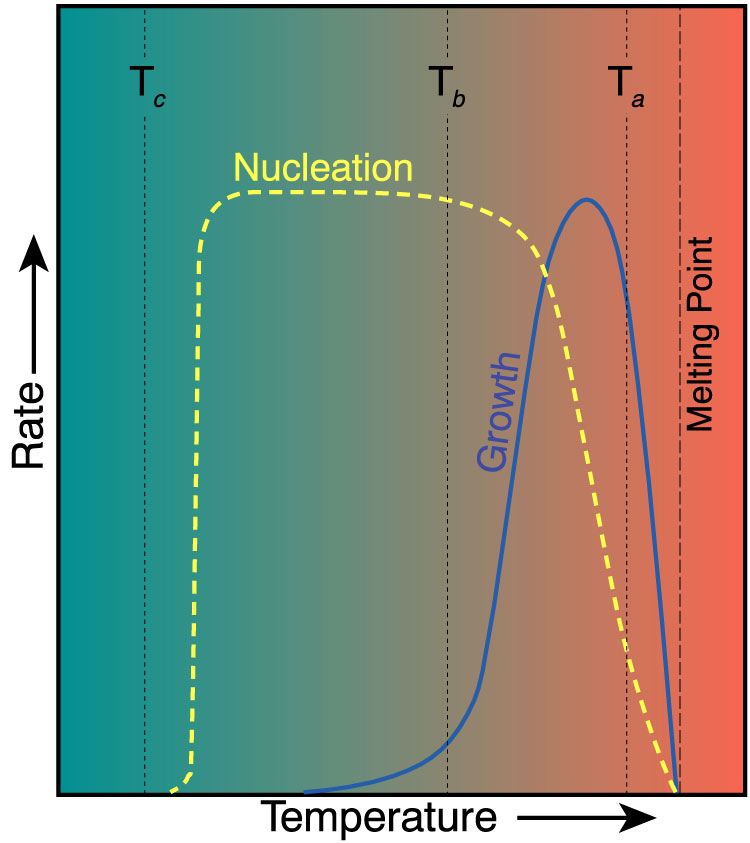 Tc
Tb
Ta
Nucleation
Growth
Melting Point
Rate
Temperature